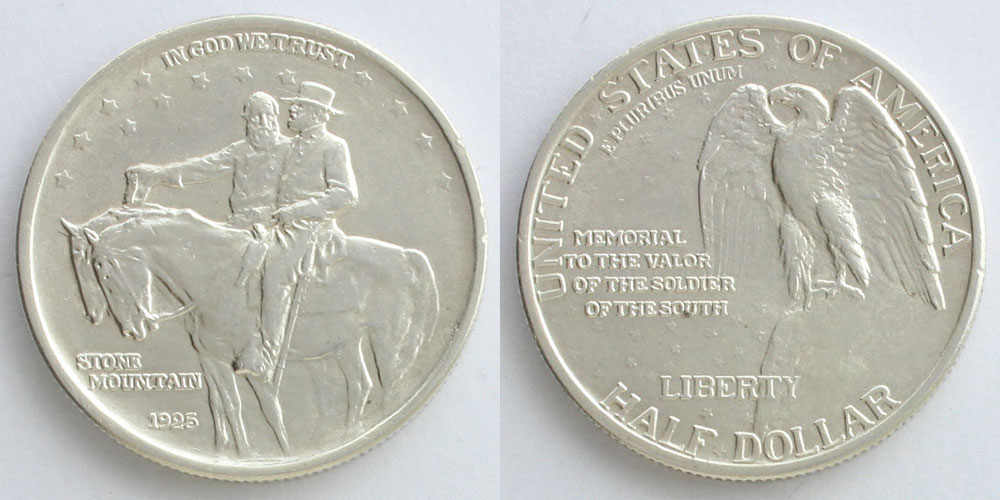 IN GOD WE TRUST
STONE
MOUNTAIN
1925
UNITED STATES OF AMERICA
E PLURIBUS UNUM
MEMORIAL
TO THE VALOR
OF THE SOLDIER
OF THE SOUTH
LIBERTY
HALF DOLLAR